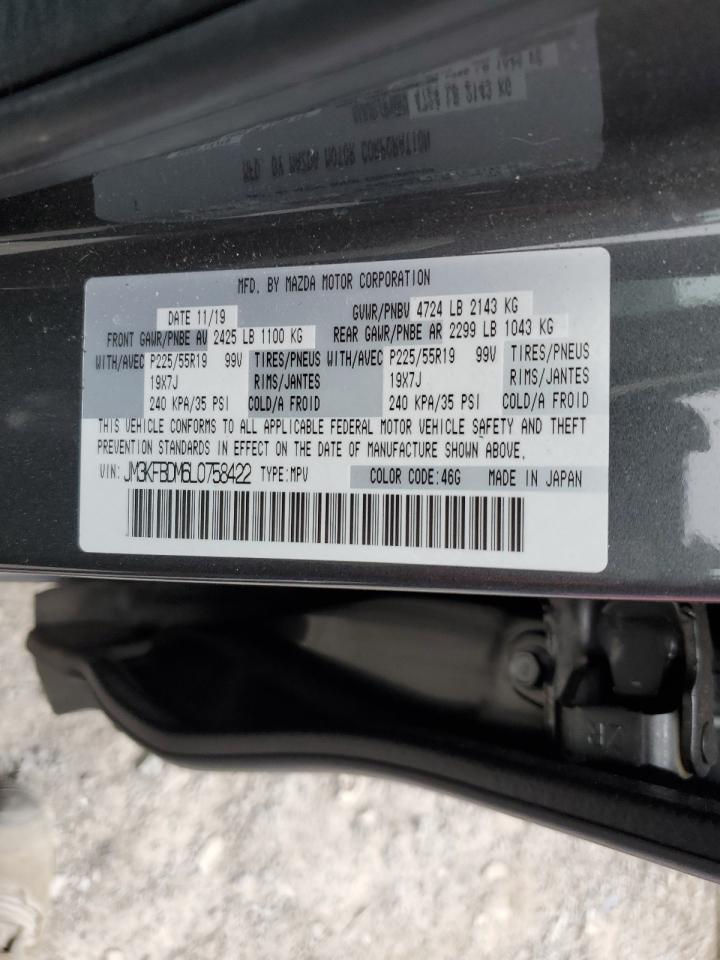 MFD. BY MAZDA MOTOR CORPORATION
DATE 11/19 GVWR/PNBV 4724 LB 2143 KG
FRONT GAWR/PNBE AV 2425 LB 1100 KG REAR GAWR/PNBE AR 2299 LB 1043 KG
WITH/AVEC P225/55R19 99V TIRES/PNEUS WITH/AVEC P225/55R19 99V TIRES/PNEUS
19X7J RIMS/JANTES 19X7J RIMS/JANTES
240 KPA/35 PSI COLD/A FROID 240 KPA/35 PSI COLD/A FROID
THIS VEHICLE CONFORMS TO ALL APPLICABLE FEDERAL MOTOR VEHICLE SAFETY AND THEFT
PREVENTION STANDARDS IN EFFECT ON THE DATE OF MANUFACTURE SHOWN ABOVE.
VIN: JM3KFBDM6L0758422 TYPE:MPV COLOR CODE:46G MADE IN JAPAN